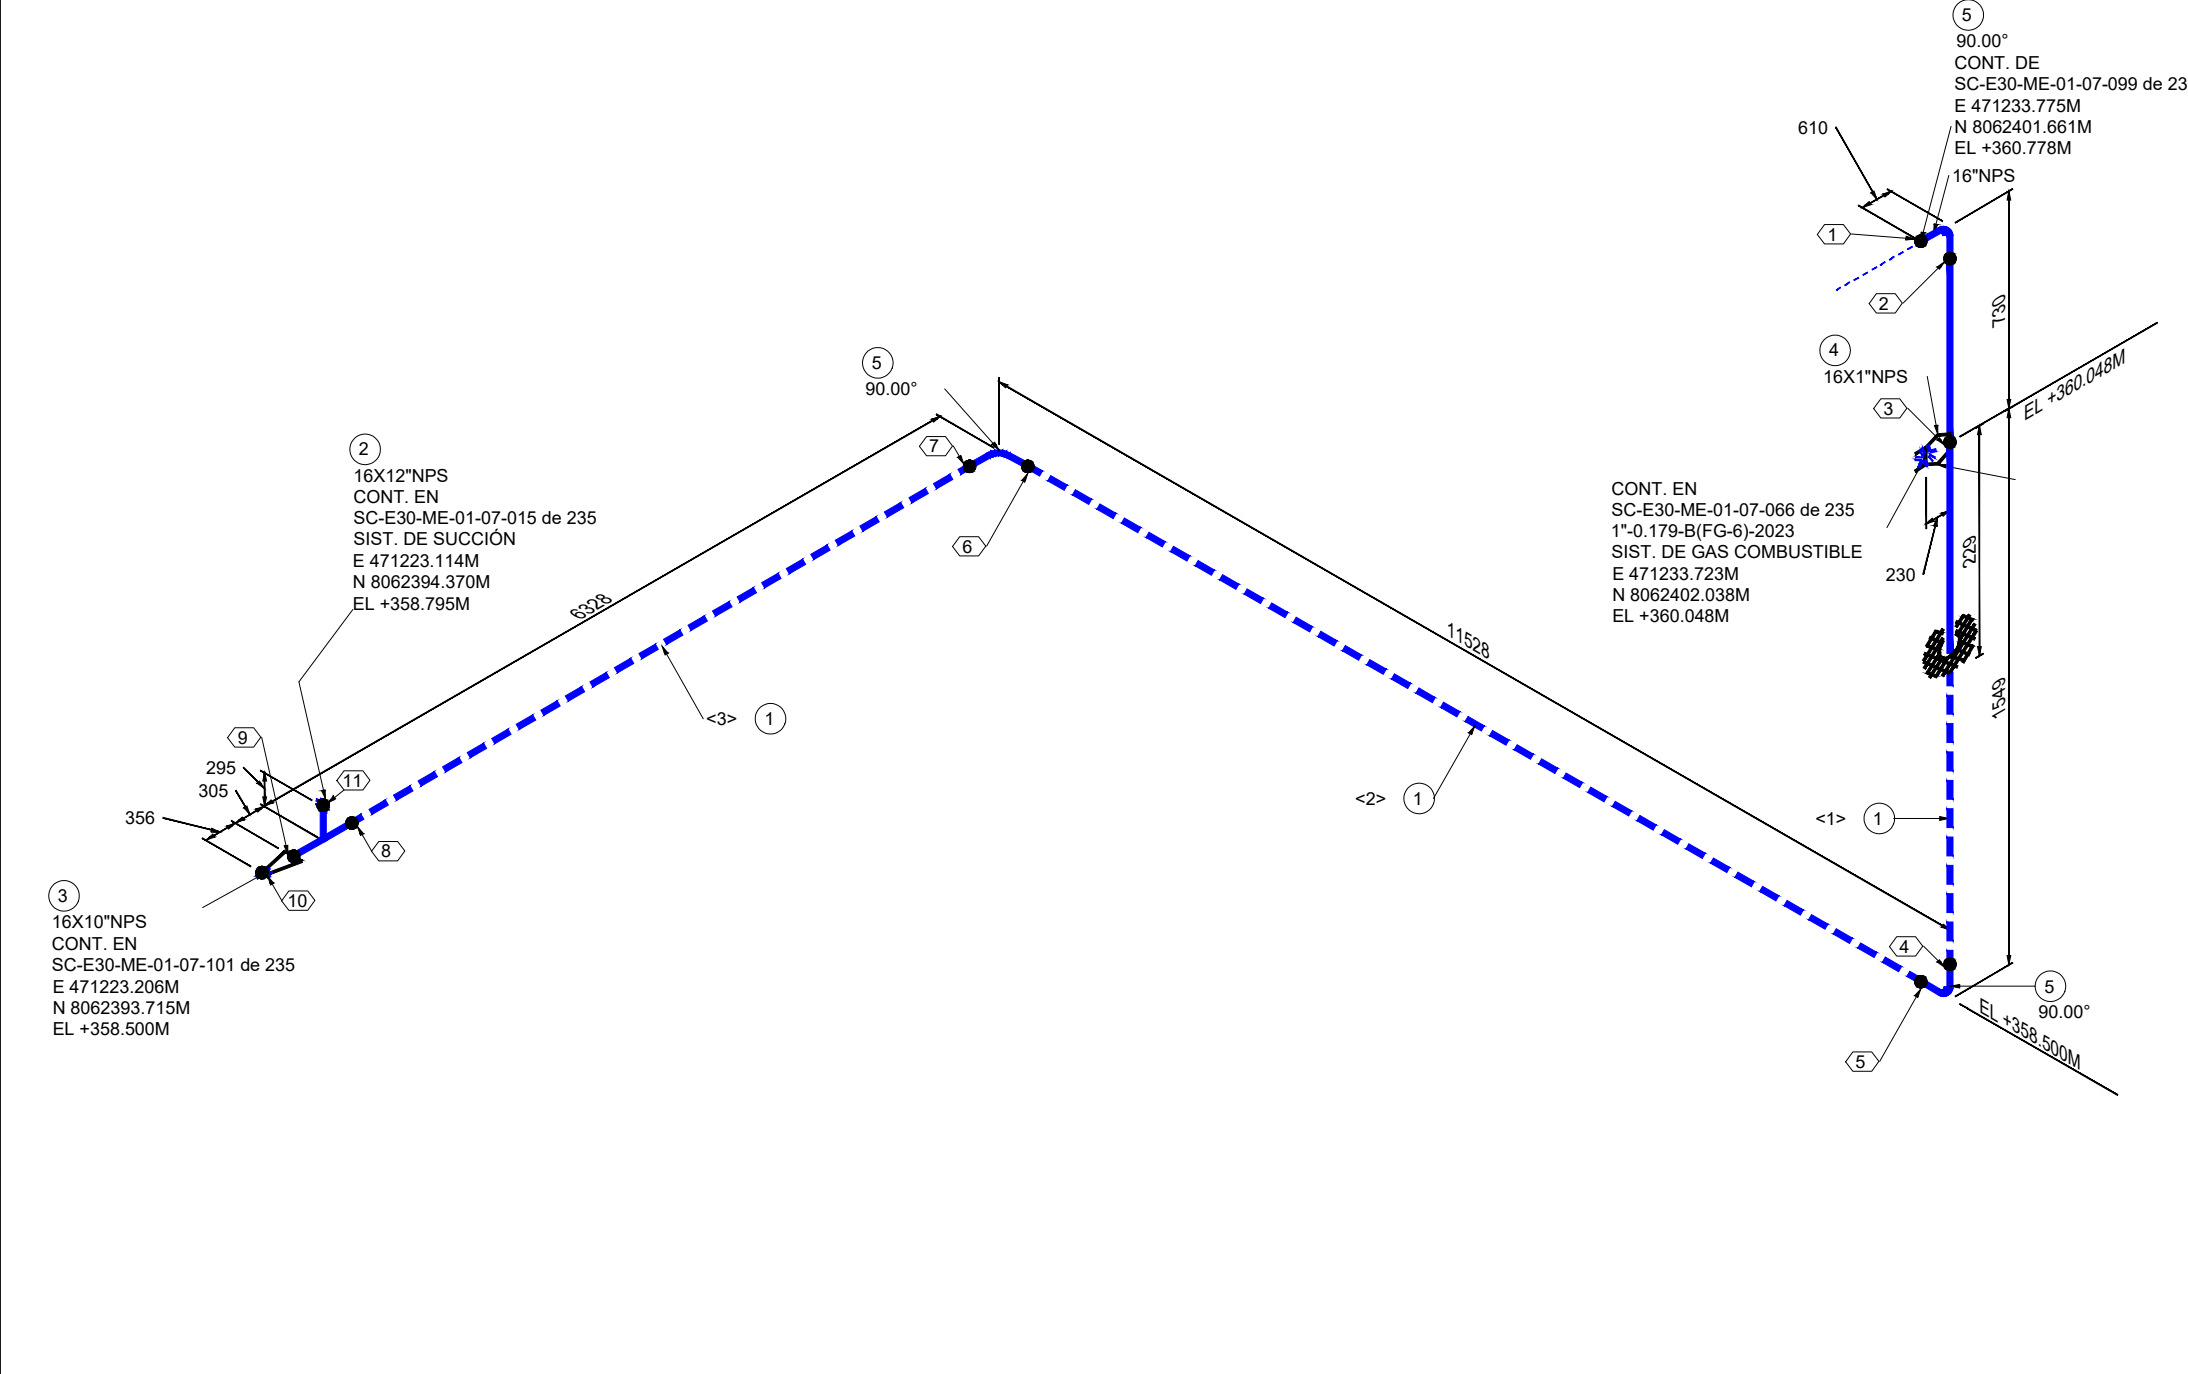 5
90.00°
CONT. DE
SC-E30-ME-01-07-099 de 23
E 471233.775M
N 8062401.661M
EL +360.778M
16"NPS
610
1
2
730
EL +360.048M
4
16X1"NPS
3
CONT. EN
SC-E30-ME-01-07-066 de 235
1"-0.179-B(FG-6)-2023
SIST. DE GAS COMBUSTIBLE
E 471233.723M
N 8062402.038M
EL +360.048M
230
229
1549
5
90.00°
7
6
11528
2
16X12"NPS
CONT. EN
SC-E30-ME-01-07-015 de 235
SIST. DE SUCCIÓN
E 471223.114M
N 8062394.370M
EL +358.795M
6328
<3> 1
9
295
305
356
11
8
10
3
16X10"NPS
CONT. EN
SC-E30-ME-01-07-101 de 235
E 471223.206M
N 8062393.715M
EL +358.500M
<2> 1
<1> 1
4
5
90.00°
EL +358.500M
5